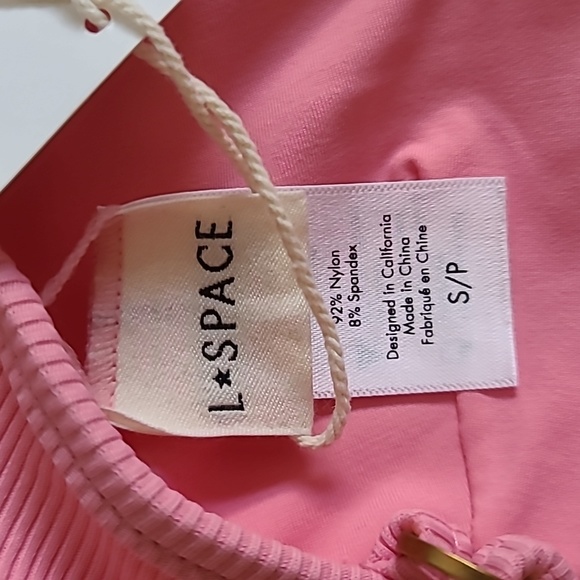 L★SPACE
92% Nylon
8% Spandex
Designed in California
Made in China
Fabriqué en Chine
S/P